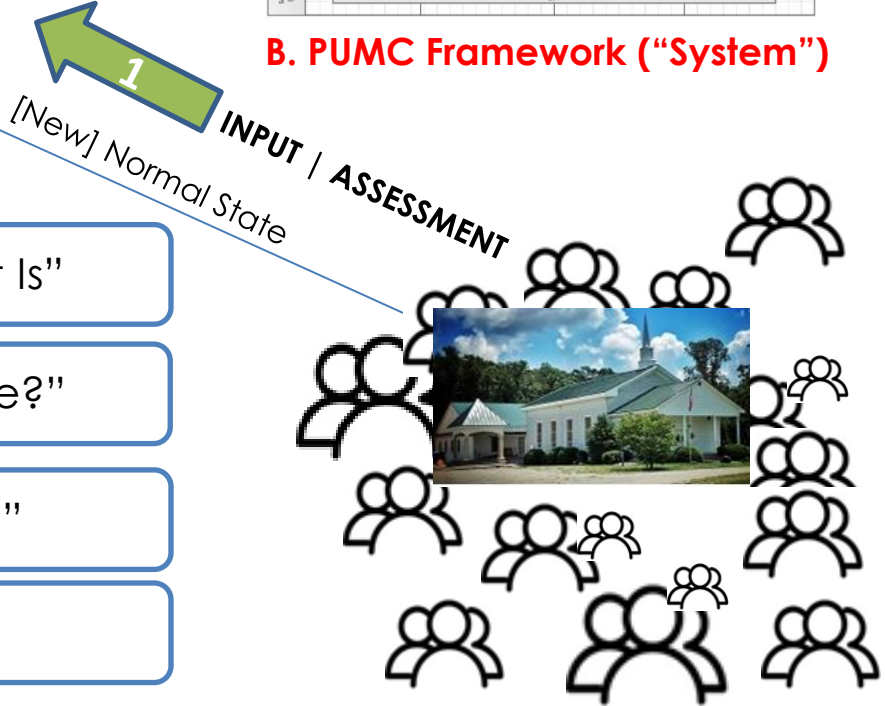 B. PUMC Framework (“System”)
1
INPUT | ASSESSMENT
[New] Normal State
Is”
e?”
”